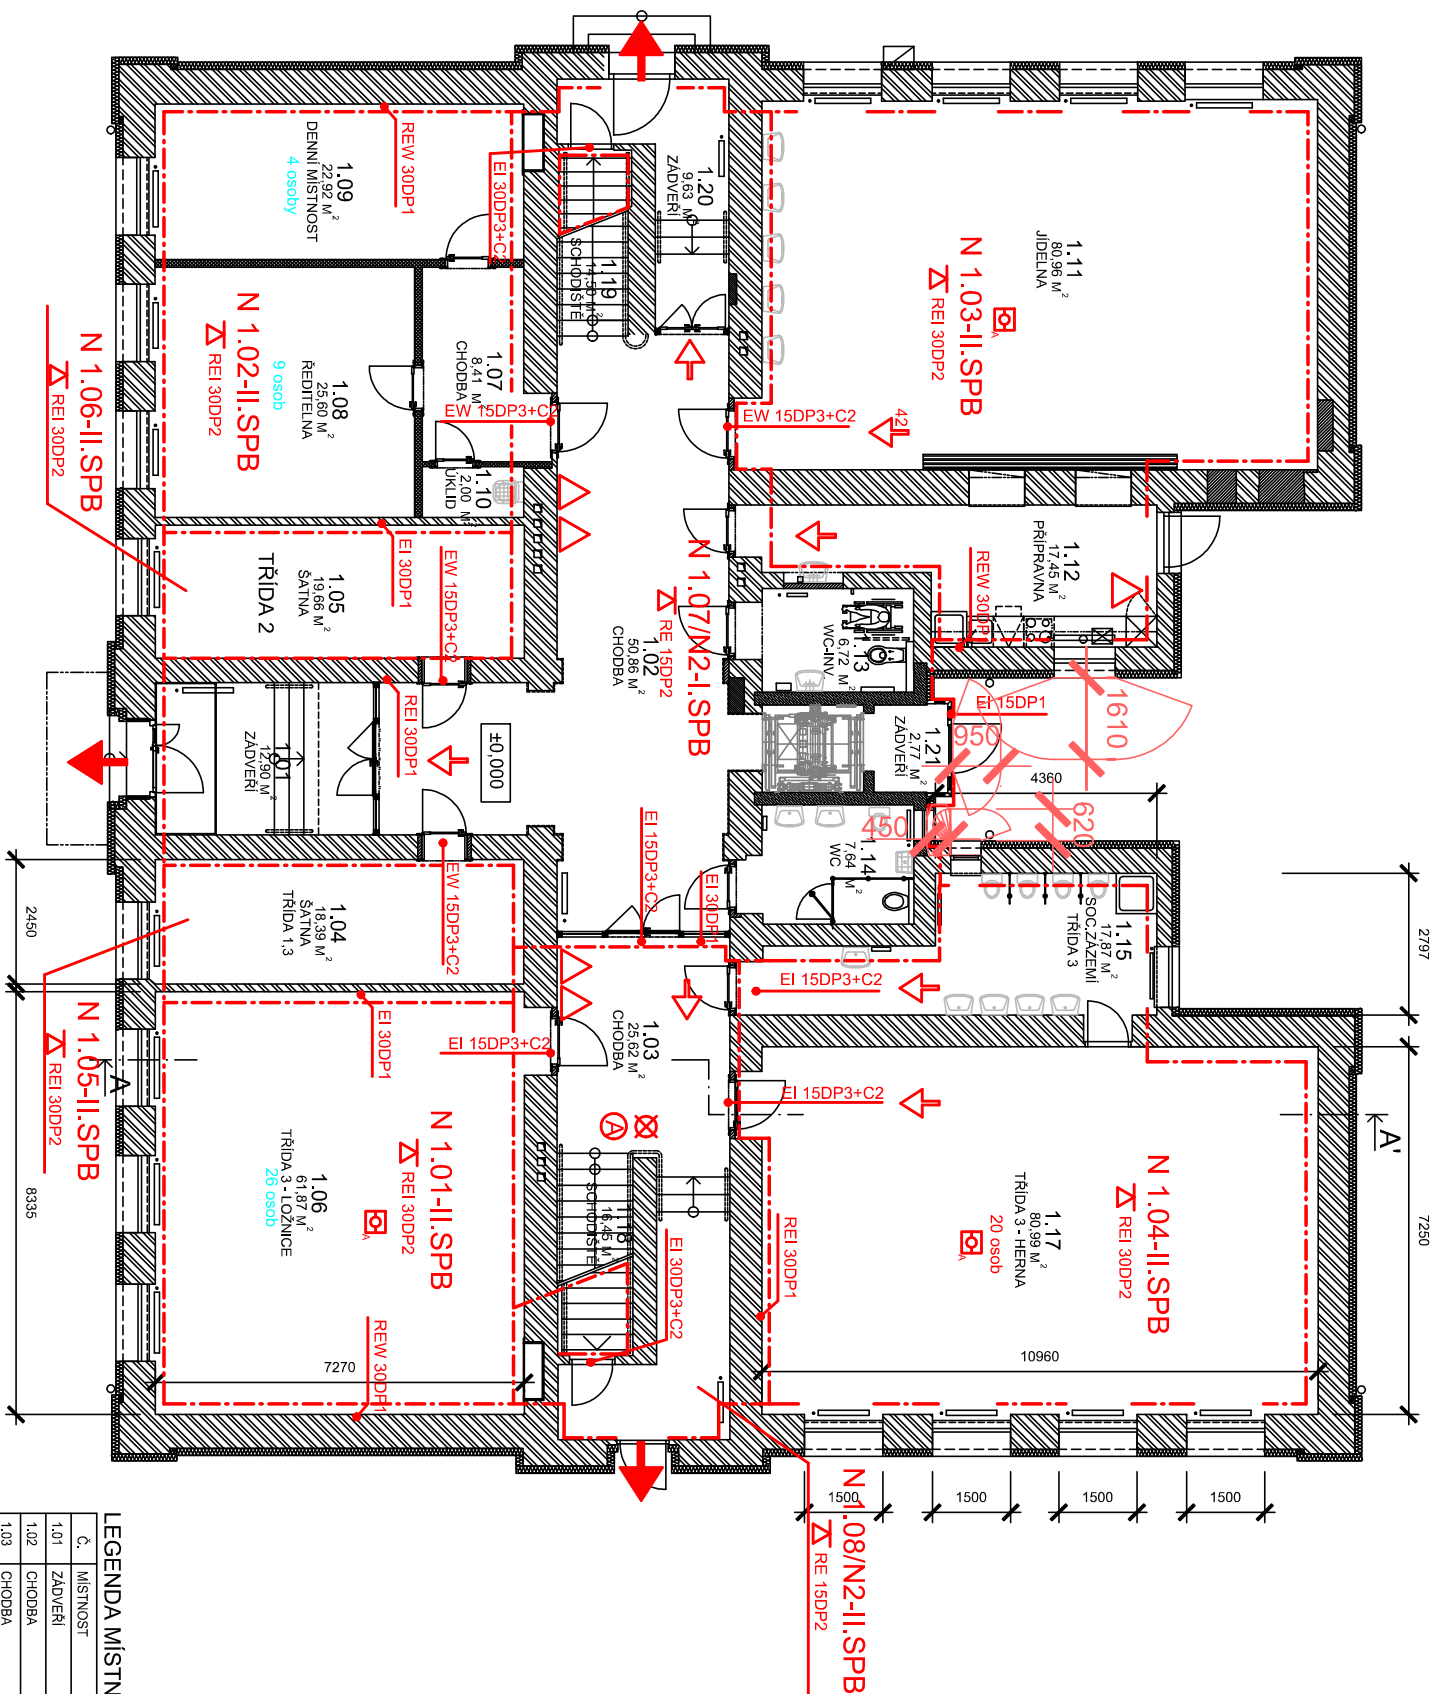 1.09
22,92 M²
DENNÍ MÍSTNOST
4 osoby
REW 30DP1
EI 30DP3+C2
1.20
9,63 M²
ZÁDVEŘÍ
1.19
14,50 M²
SCHODIŠTĚ
1.11
80,96 M²
JÍDELNA
N 1.03-II.SPB
REI 30DP2
N 1.02-II.SPB
REI 30DP2
1.08
25,60 M²
ŘEDITELNA
9 osob
1.07
8,41 M²
CHODBA
EW 15DP3+C2
EW 15DP3+C2
42
N 1.06-II.SPB
REI 30DP2
1.10
2,00 M²
ÚKLID
1.05
19,66 M²
ŠATNA
TŘÍDA 2
EI 30DP1
EW 15DP3+C2
1.12
17,45 M²
PŘÍPRAVNA
REW 30DP
N 1.07/N2-I.SPB
RE 15DP2
1.02
50,86 M²
CHODBA
1.13
6,72 M²
WC-INV
REI 30DP1
±0,000
1.01
12,90 M²
ZÁDVEŘÍ
1.21
2,77 M²
ZÁDVEŘÍ
EI 15DP1
1610
950
4360
620
450
1.14
7,64 M²
WC
EI 15DP3+C2
EI 30DP1
EW 15DP3+C2
1.04
18,39 M²
ŠATNA
TŘÍDA 1,3
2450
2797
1.15
17,87 M²
SOC.ZÁZEMÍ
TŘÍDA 3
EI 15DP3+C2
EI 30DP1
EI 15DP3+C2
1.03
25,62 M²
CHODBA
N 1.05-II.SPB
REI 30DP2
A
A'
EI 15DP3+C2
A
1.06
61,87 M²
TŘÍDA 3 - LOŽNICE
26 osob
N 1.01-II.SPB
REI 30DP2
1.18
16,45 M²
SCHODIŠTĚ
EI 30DP3+C2
REI 30DP1
1.17
80,99 M²
TŘÍDA 3 - HERNA
20 osob
N 1.04-II.SPB
REI 30DP2
8335
7250
REW 30DP1
7270
10960
1500
1500
1500
1500
N 1.08/N2-II.SPB
RE 15DP2
LEGENDA MÍSTN
Č. MÍSTNOST
1.01 ZÁDVEŘÍ
1.02 CHODBA
1.03 CHODBA